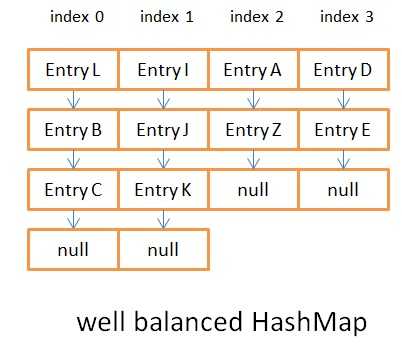 index 0 index 1 index 2 index 3
Entry L Entry I Entry A Entry D
Entry B Entry J Entry Z Entry E
Entry C Entry K null null
null null
well balanced HashMap